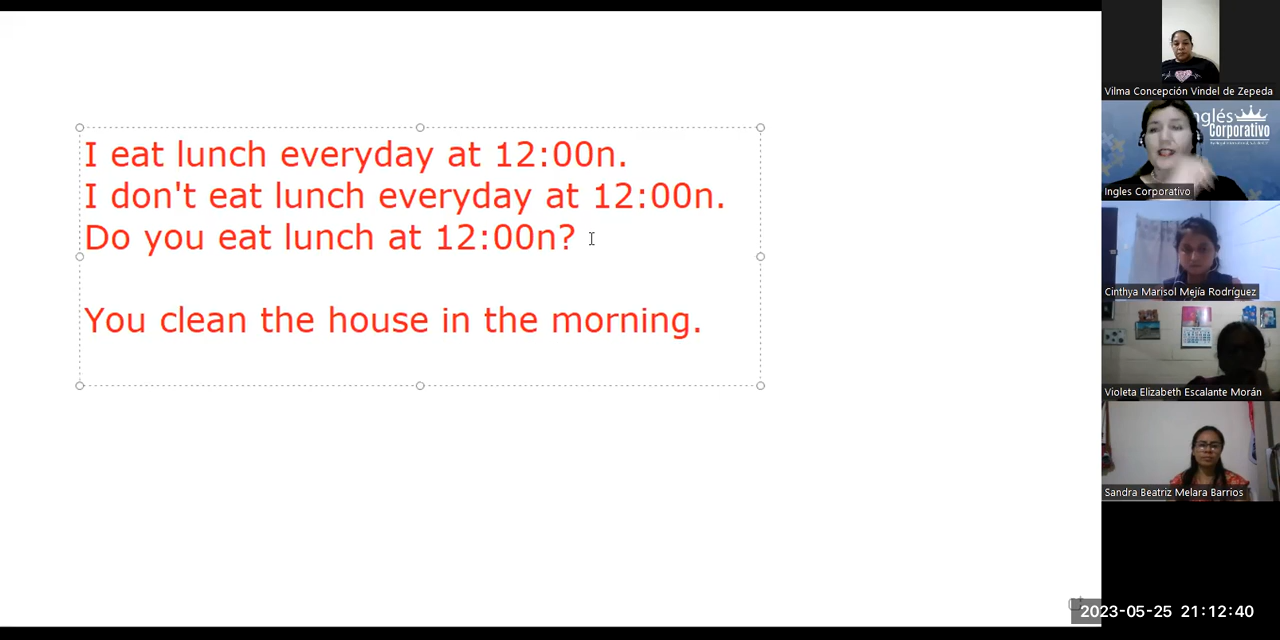 I eat lunch everyday at 12:00n.
I don't eat lunch everyday at 12:00n.
Do you eat lunch at 12:00n?
You clean the house in the morning.
Vilma Concepción Vindel de Zepeda
Inglés
Corporativo
Ingles Corporativo
Cinthya Marisol Mejía Rodríguez
Violeta Elizabeth Escalante Morán
Sandra Beatriz Melara Barrios
2023-05-25 21:12:40